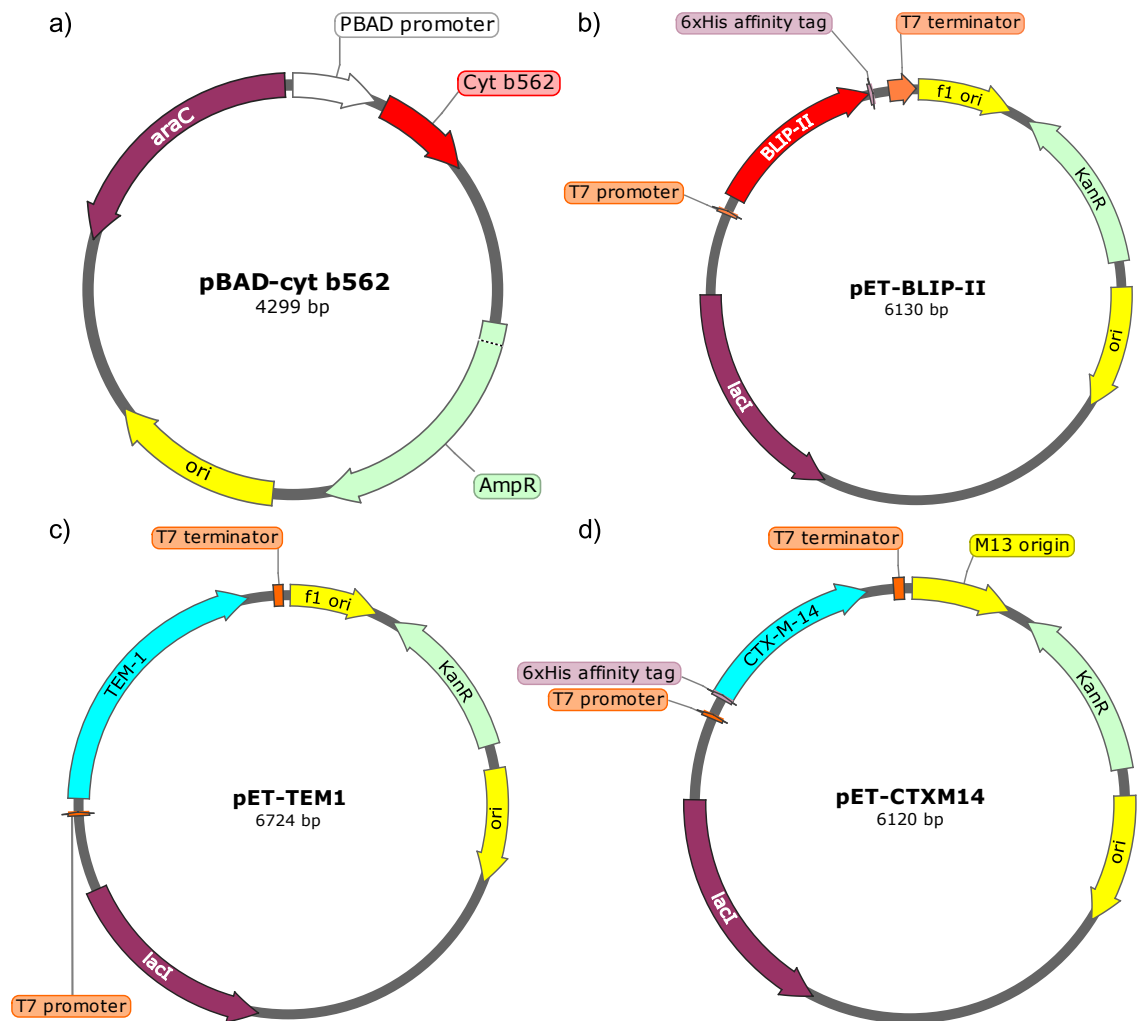 a)
PBAD promoter
Cyt b562
araC
pBAD-cyt b562
4299 bp
ori
AmpR
b)
6xHis affinity tag
T7 terminator
f1 ori
BLIP-II
KanR
T7 promoter
pET-BLIP-II
6130 bp
ori
lacI
c)
T7 terminator
f1 ori
TEM-1
KanR
pET-TEM1
6724 bp
ori
lacI
T7 promoter
d)
T7 terminator
M13 origin
CTX-M-14
KanR
6xHis affinity tag
T7 promoter
pET-CTXM14
6120 bp
ori
lacI